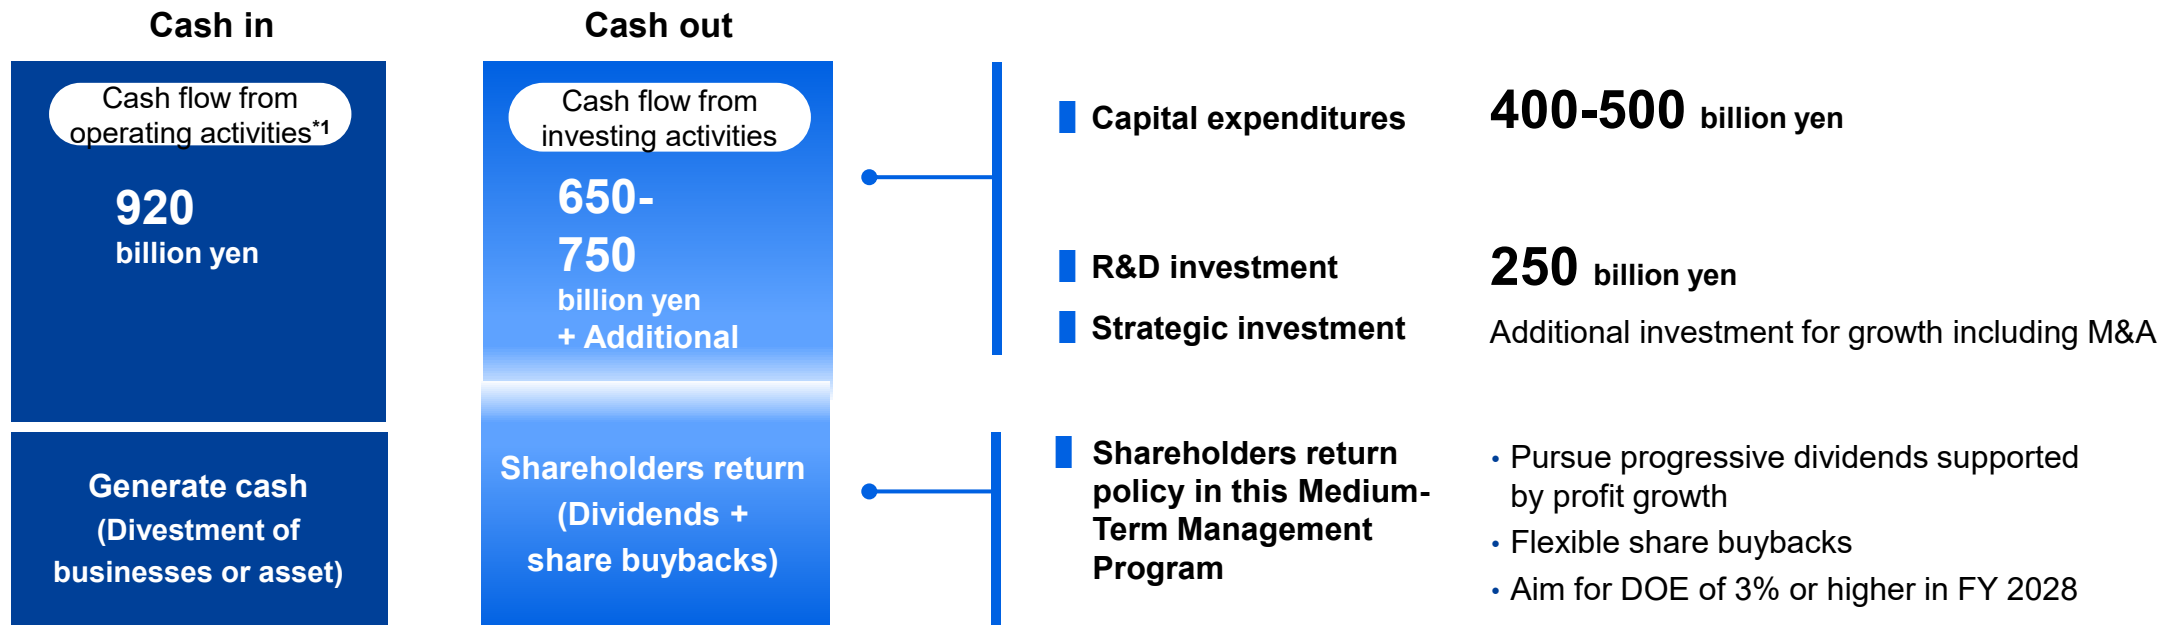 Cash in
Cash flow from
operating activities*1
920
billion yen
Generate cash
(Divestment of
businesses or asset)
Cash out
Cash flow from
investing activities
650-
750
billion yen
+ Additional
Shareholders return
(Dividends +
share buybacks)
Capital expenditures
400-500 billion yen
R&D investment
250 billion yen
Strategic investment
Additional investment for growth including M&A
Shareholders return
policy in this Medium-
Term Management
Program
• Pursue progressive dividends supported
by profit growth
• Flexible share buybacks
• Aim for DOE of 3% or higher in FY 2028